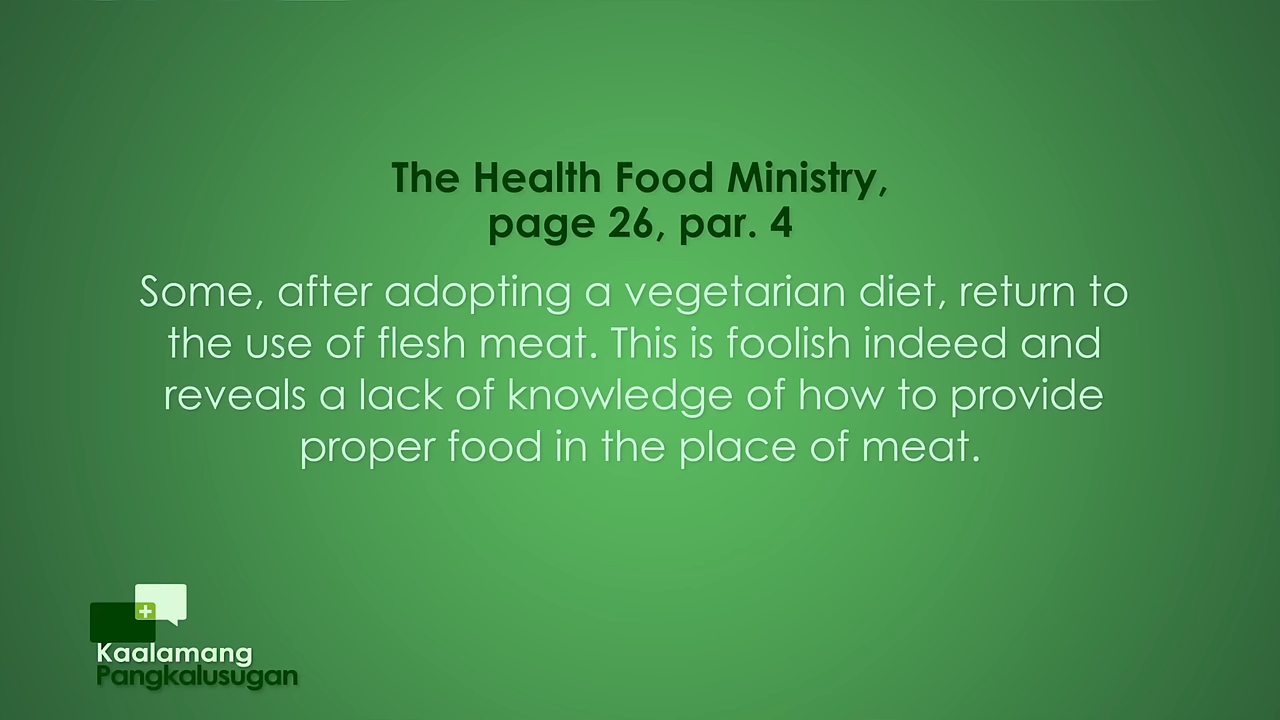 The Health Food Ministry,
page 26, par. 4
Some, after adopting a vegetarian diet, return to
the use of flesh meat. This is foolish indeed and
reveals a lack of knowledge of how to provide
proper food in the place of meat.
Kaalamang
Pangkalusugan